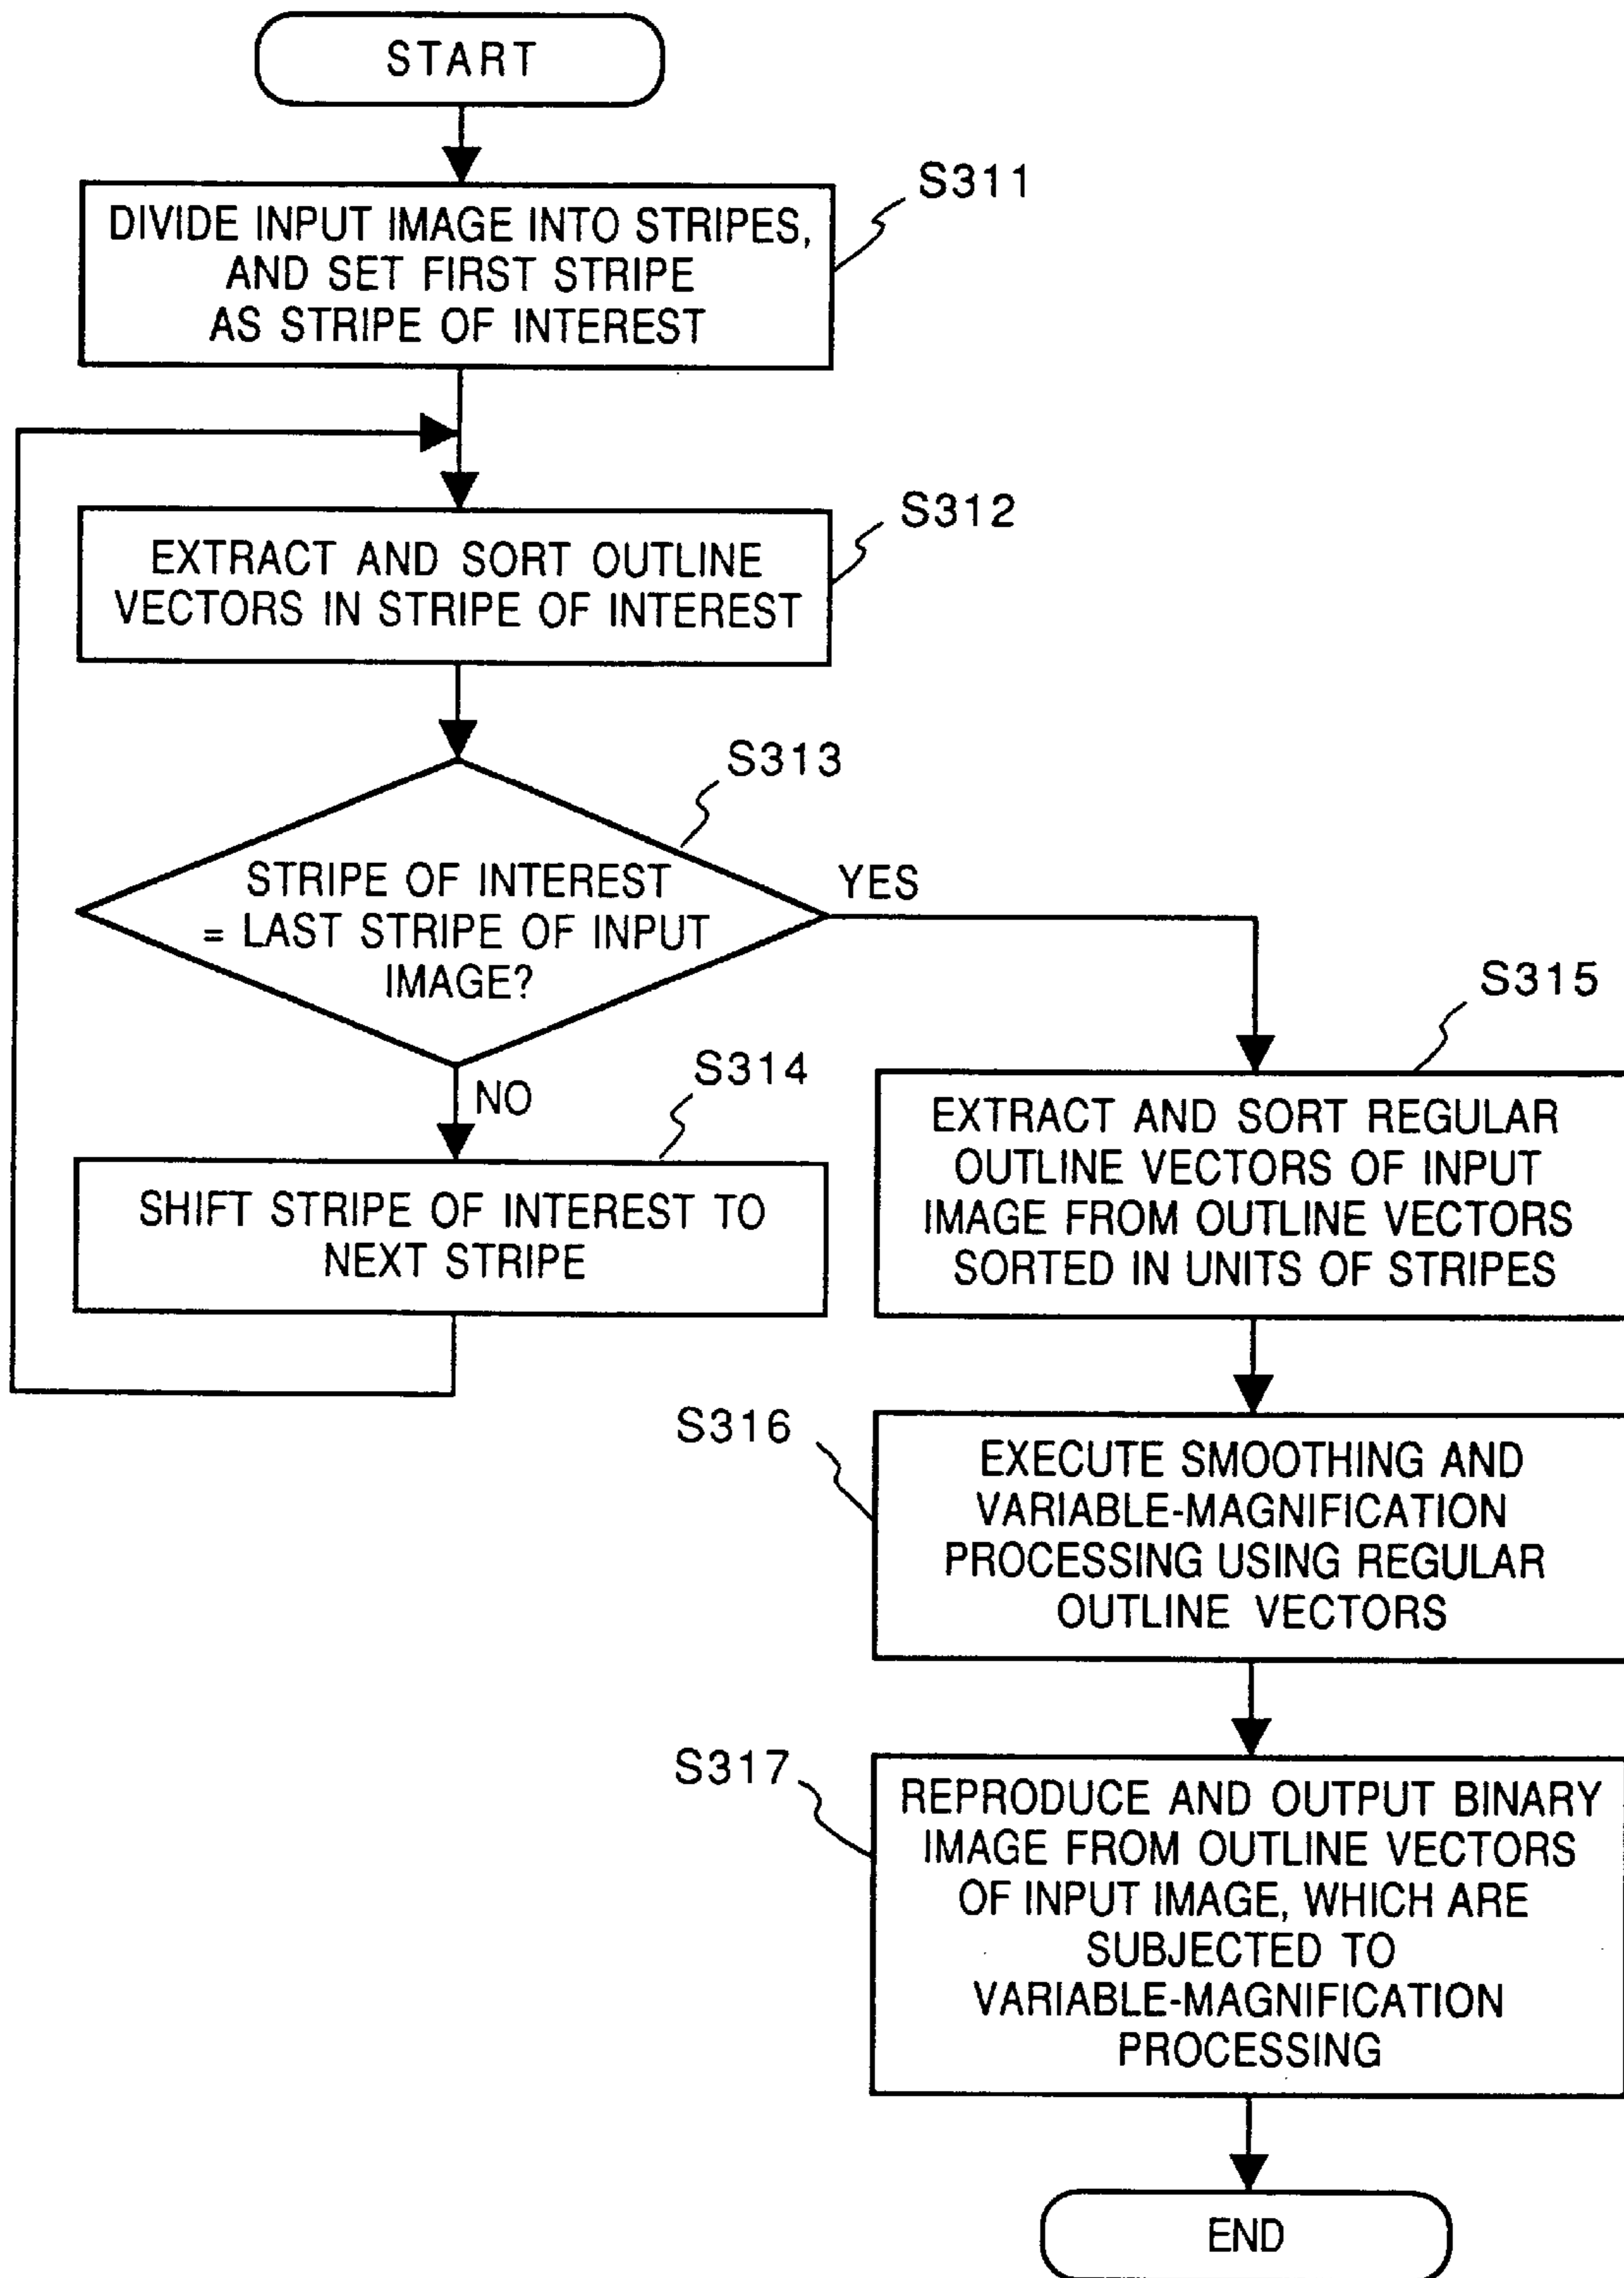 START
S311
DIVIDE INPUT IMAGE INTO STRIPES,
AND SET FIRST STRIPE
AS STRIPE OF INTEREST
S312
EXTRACT AND SORT OUTLINE
VECTORS IN STRIPE OF INTEREST
S313
STRIPE OF INTEREST
= LAST STRIPE OF INPUT
IMAGE?
YES
NO
S314
SHIFT STRIPE OF INTEREST TO
NEXT STRIPE
S315
EXTRACT AND SORT REGULAR
OUTLINE VECTORS OF INPUT
IMAGE FROM OUTLINE VECTORS
SORTED IN UNITS OF STRIPES
S316
EXECUTE SMOOTHING AND
VARIABLE-MAGNIFICATION
PROCESSING USING REGULAR
OUTLINE VECTORS
S317
REPRODUCE AND OUTPUT BINARY
IMAGE FROM OUTLINE VECTORS
OF INPUT IMAGE, WHICH ARE
SUBJECTED TO
VARIABLE-MAGNIFICATION
PROCESSING
END